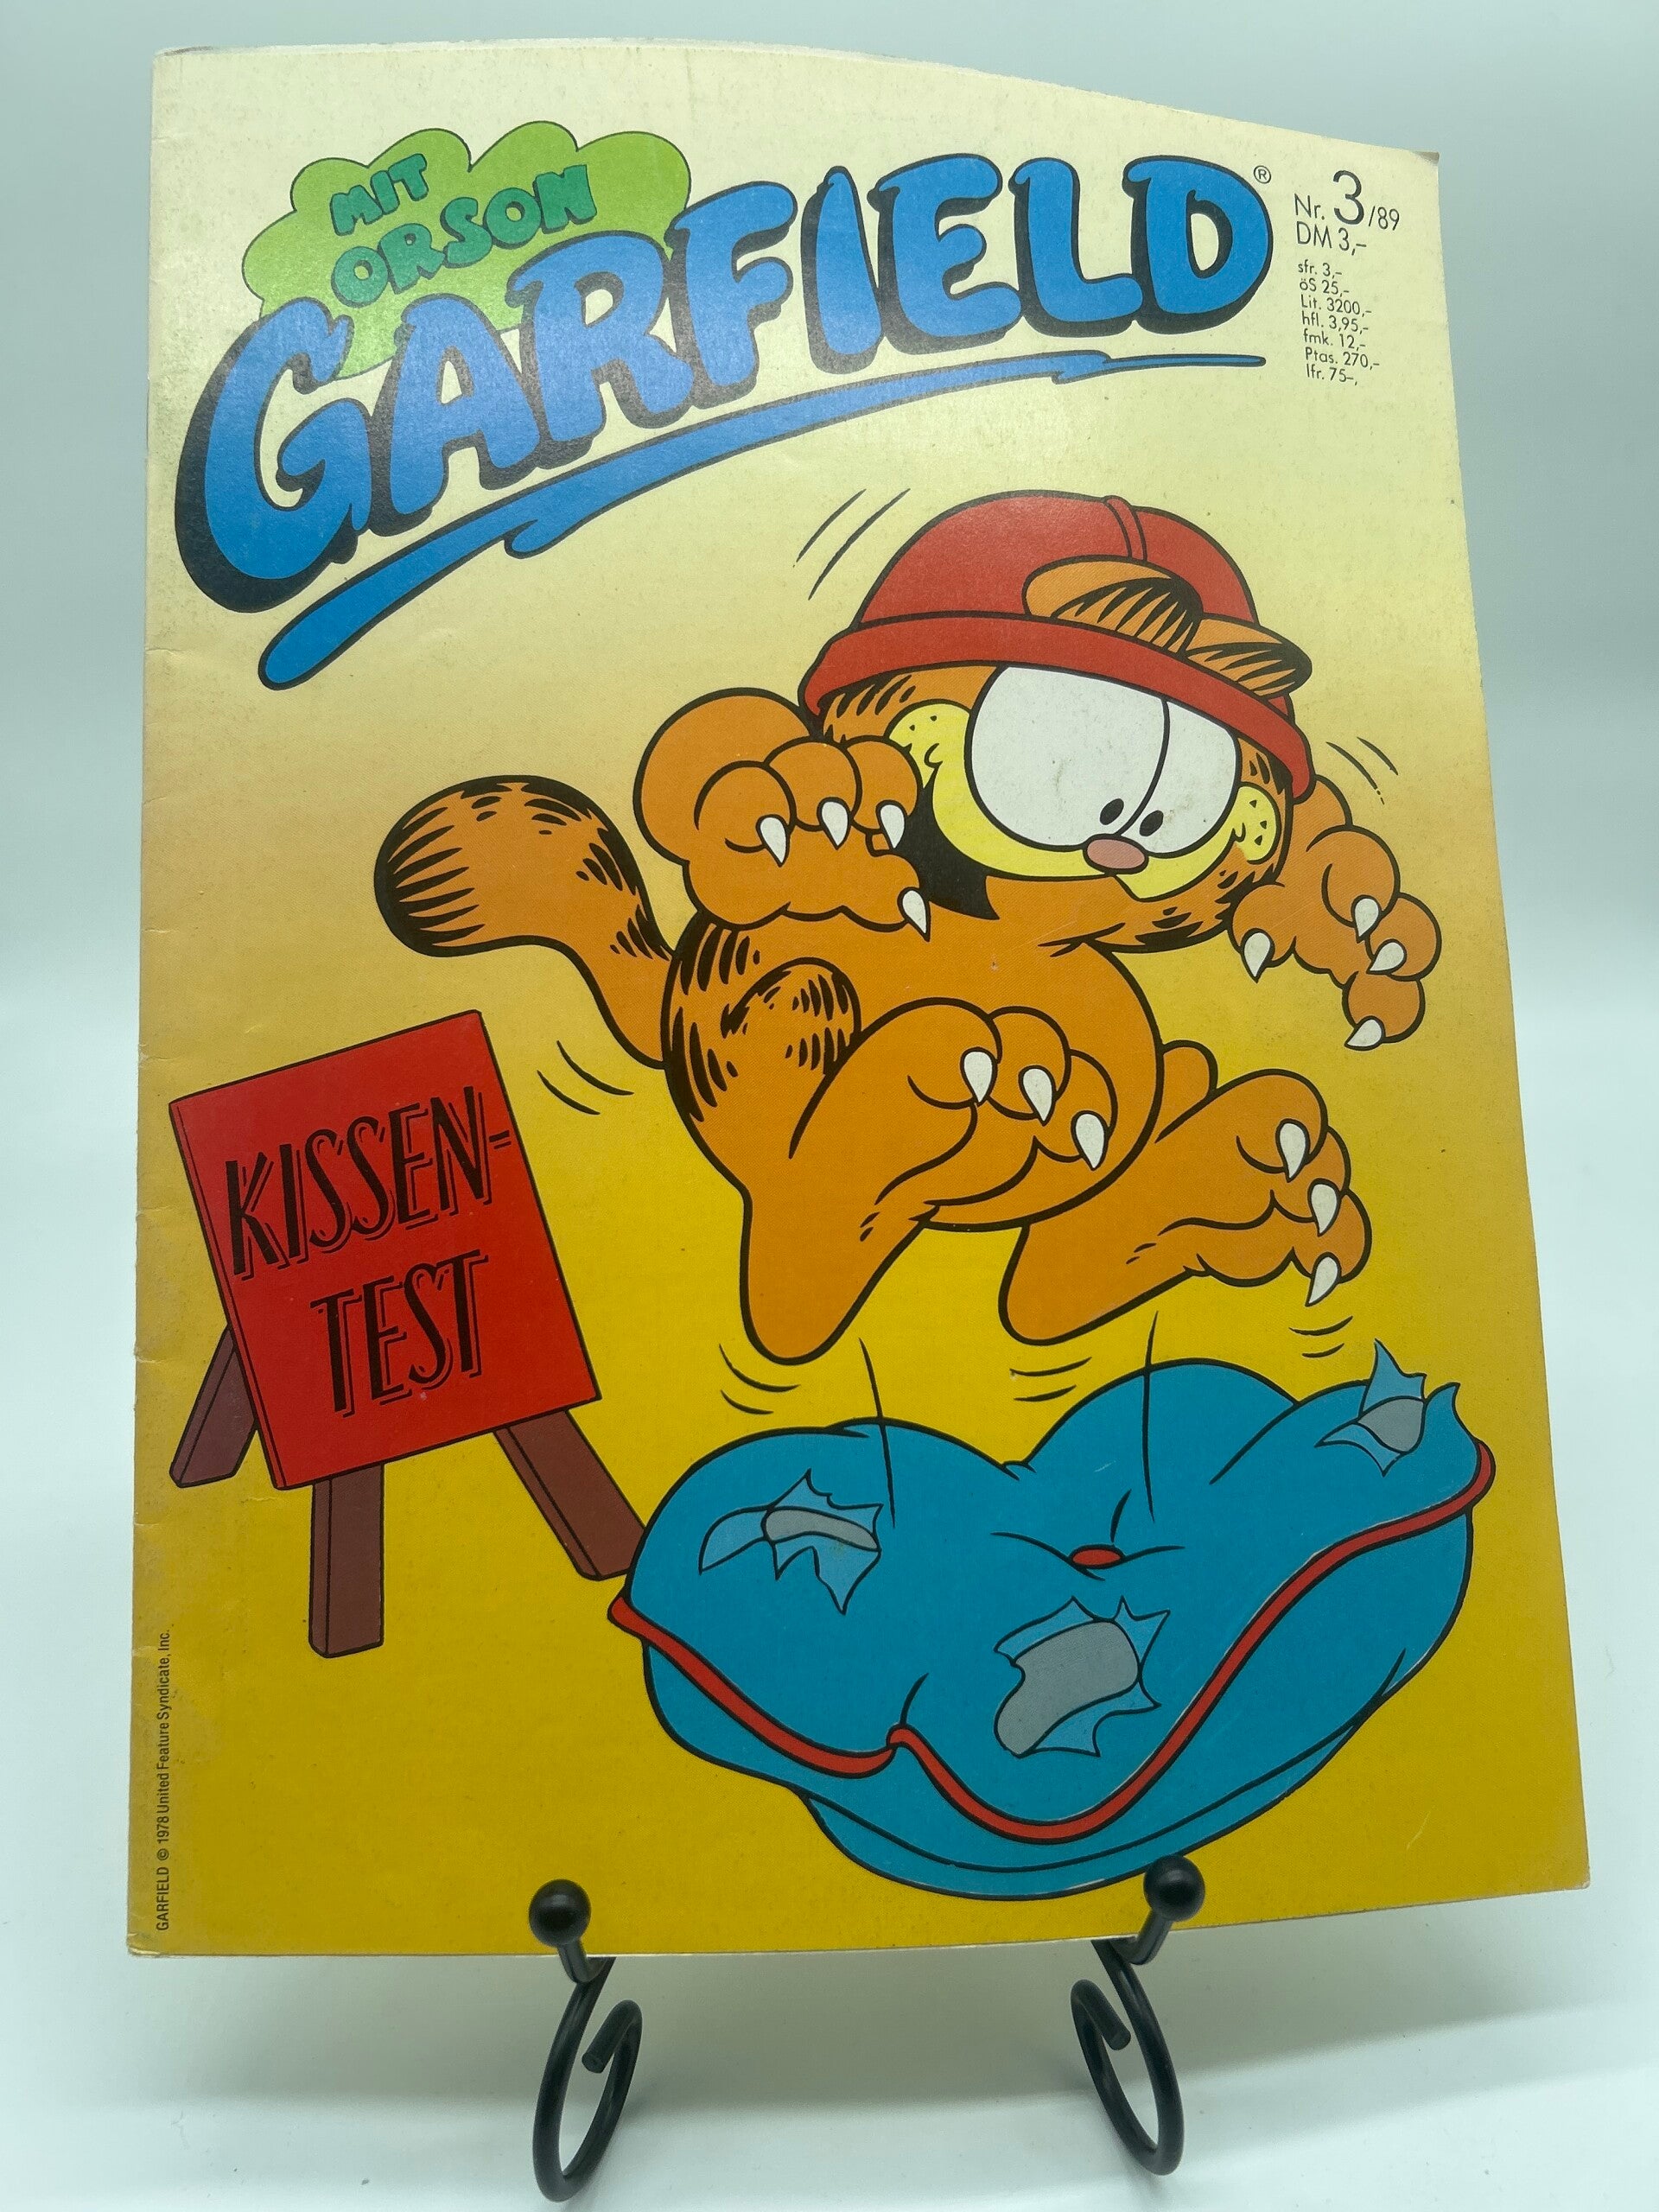 MIT
ORSON
GARFIELD®
Nr. 3/89
DM 3,-
sfr. 3,-
öS 25,-
Lit. 3200,-
hfl. 3,95,-
fmk. 12,-
Ptas. 270,-
lfr. 75-,
KISSEN-
TEST
GARFIELD © 1978 United Feature Syndicate, Inc.